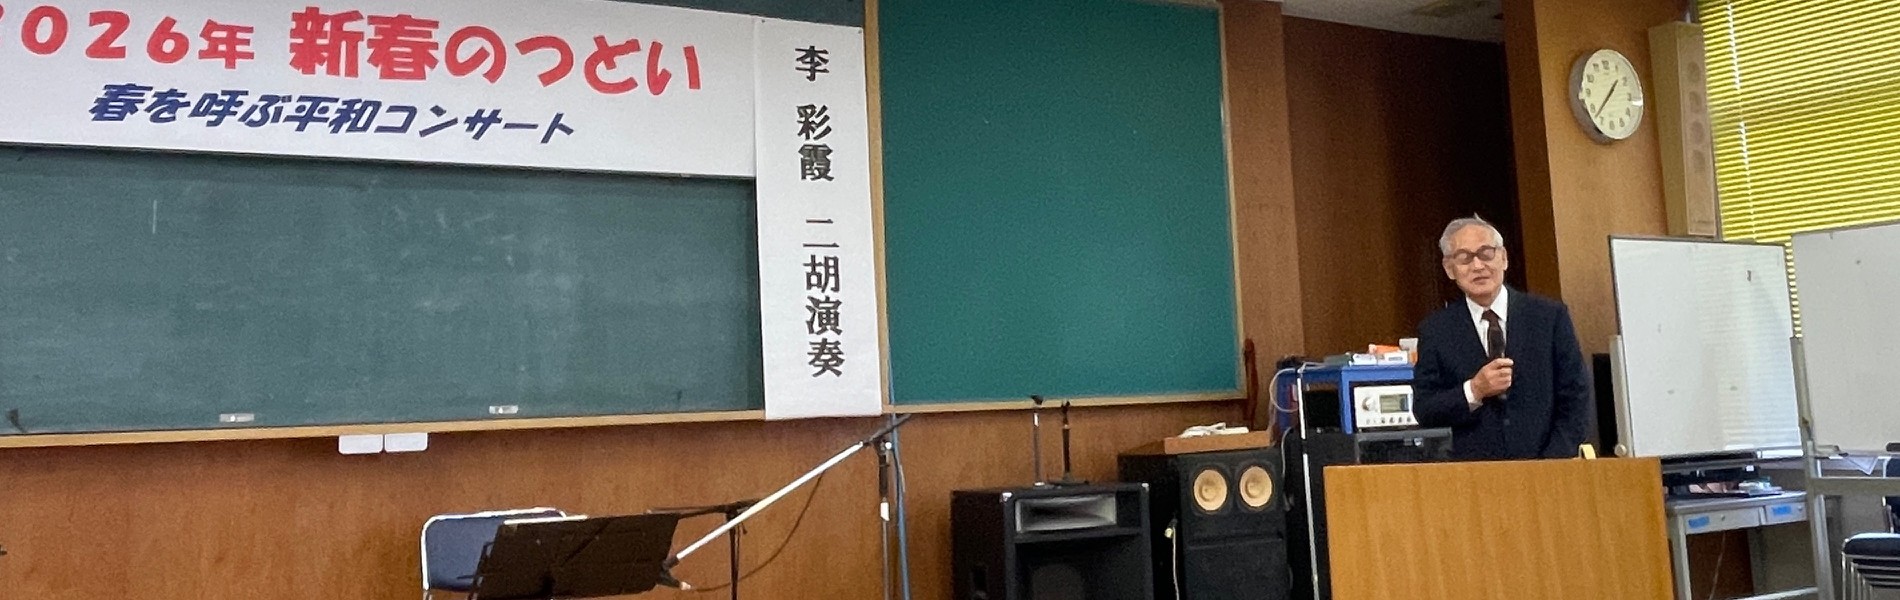 2026年 新春のつどい
春を呼ぶ平和コンサート
李 彩霞 二胡演奏